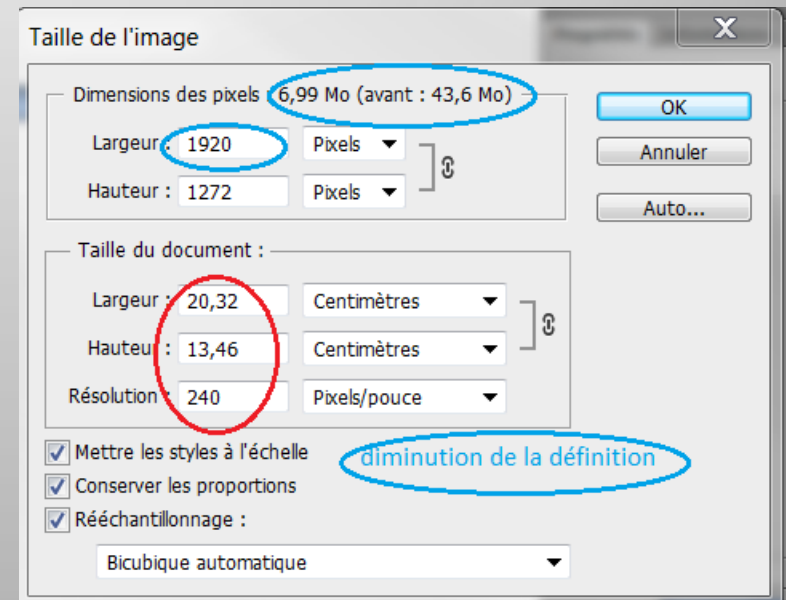 Taille de l'image
X
Dimensions des pixels : 6,99 Mo (avant : 43,6 Mo)
OK
Largeur : 1920 Pixels
Annuler
Hauteur : 1272 Pixels
Auto...
Taille du document :
Largeur : 20,32 Centimètres
Hauteur : 13,46 Centimètres
Résolution : 240 Pixels/pouce
Mettre les styles à l'échelle
diminution de la définition
Conserver les proportions
Rééchantillonnage :
Bicubique automatique